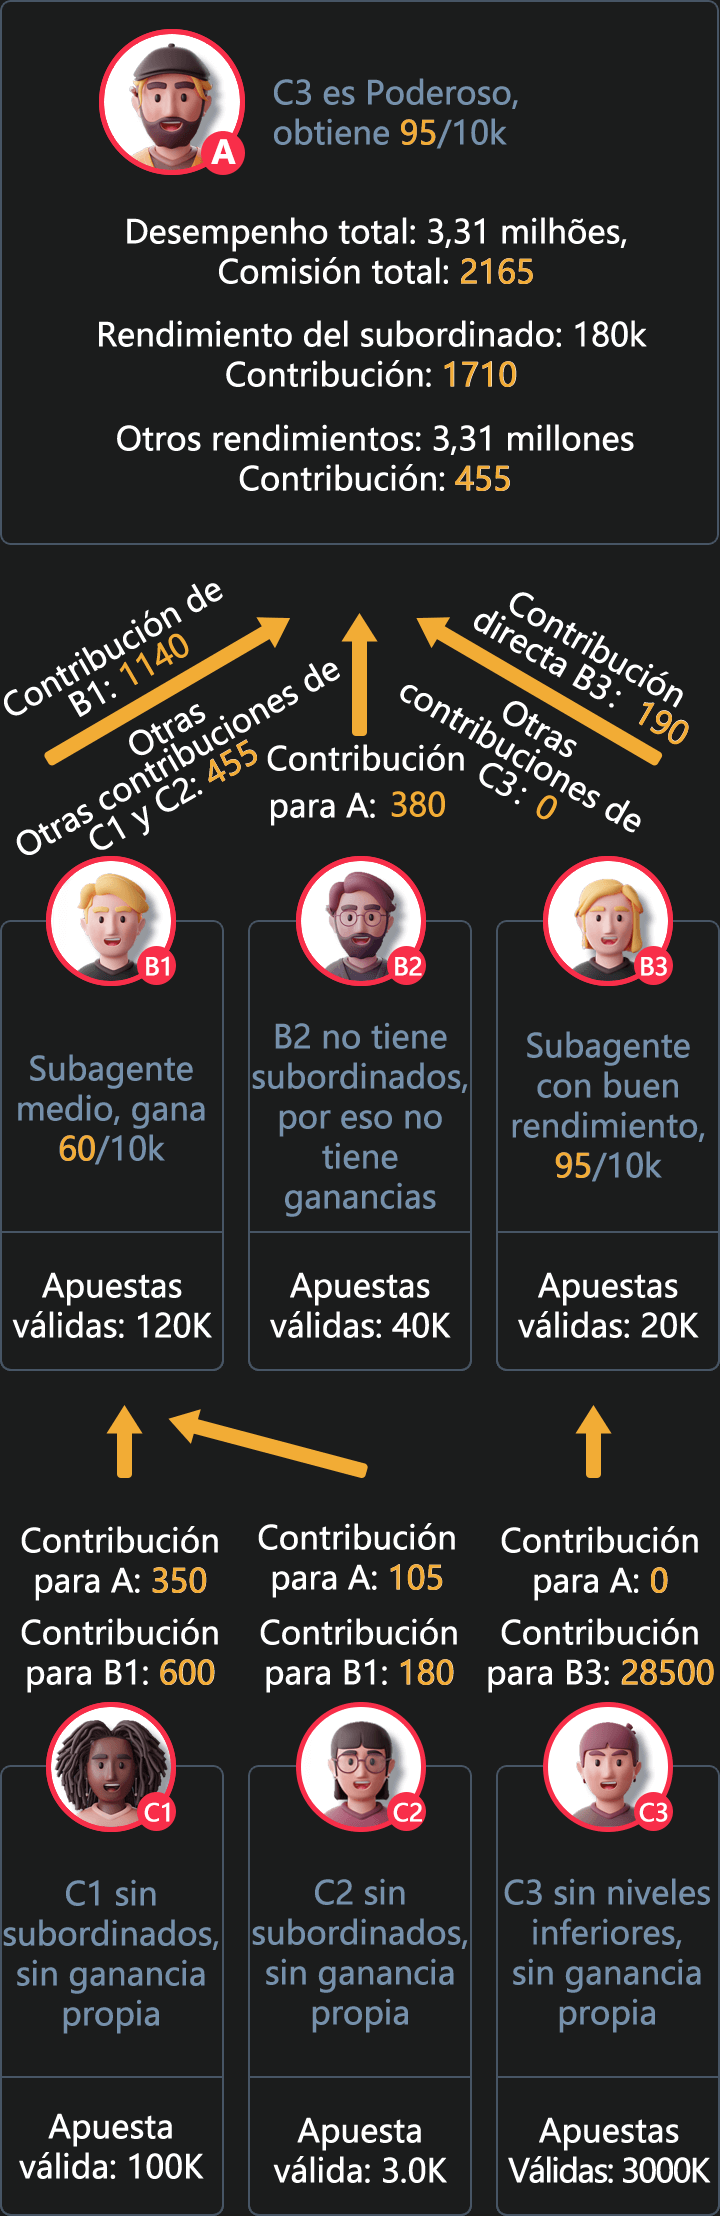 A
C3 es Poderoso,
obtiene 95/10k
Desempenho total: 3,31 milhões,
Comisión total: 2165
Rendimiento del subordinado: 180k
Contribución: 1710
Otros rendimientos: 3,31 millones
Contribución: 455
Contribución de
B1: 1140
Otras
Otras contribuciones de
C1 y C2: 455
Contribución
para A: 380
Contribución
directa B3: 190
Otras
contribuciones de
C3: 0
B1
Subagente
medio, gana
60/10k
Apuestas
válidas: 120K
B2
B2 no tiene
subordinados,
por eso no
tiene
ganancias
Apuestas
válidas: 40K
B3
Subagente
con buen
rendimiento,
95/10k
Apuestas
válidas: 20K
Contribución
para A: 350
Contribución
para B1: 600
C1
C1 sin
subordinados,
sin ganancia
propia
Apuesta
válida: 100K
Contribución
para A: 105
Contribución
para B1: 180
C2
C2 sin
subordinados,
sin ganancia
propia
Apuesta
válida: 3.0K
Contribución
para A: 0
Contribución
para B3: 28500
C3
C3 sin niveles
inferiores,
sin ganancia
propia
Apuestas
Válidas: 3000K